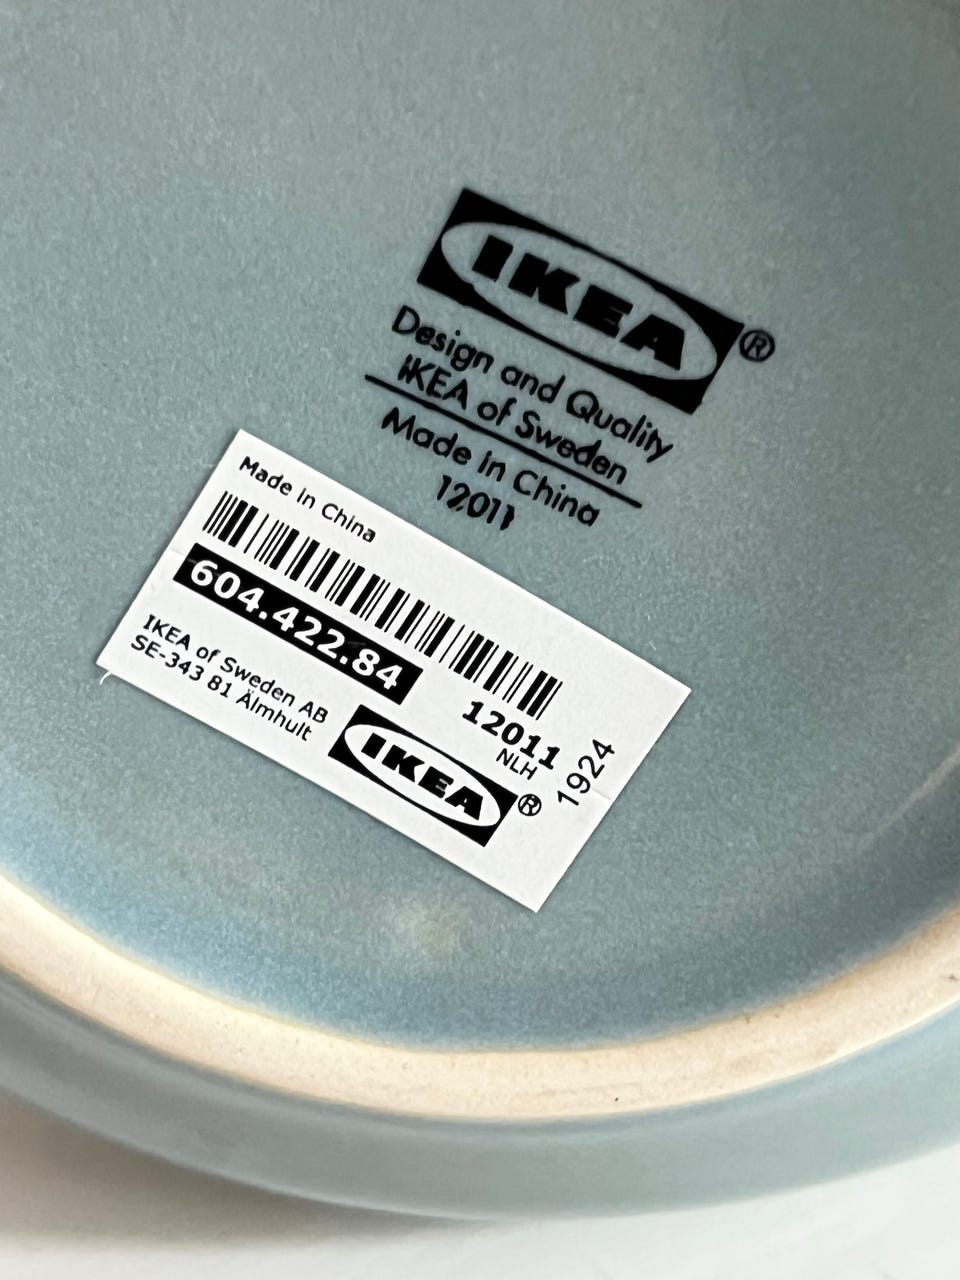 IKEA®
Design and Quality
IKEA of Sweden
Made in China
12011
Made in China
604.422.84
12011
NLH
1924
IKEA of Sweden AB
SE-343 81 Älmhult
IKEA®